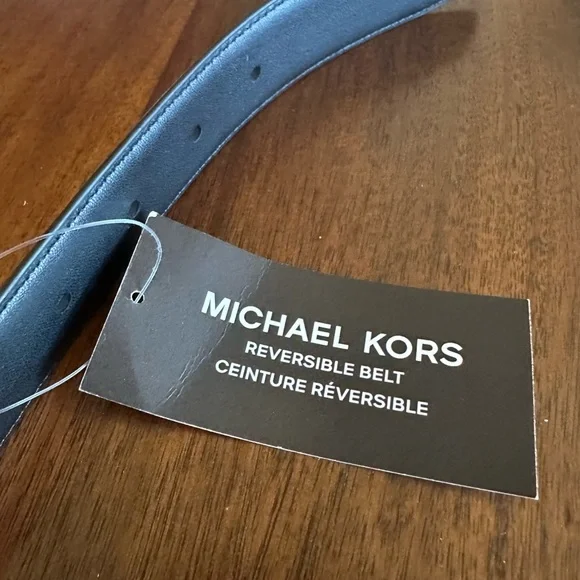 MICHAEL KORS
REVERSIBLE BELT
CEINTURE RÉVERSIBLE